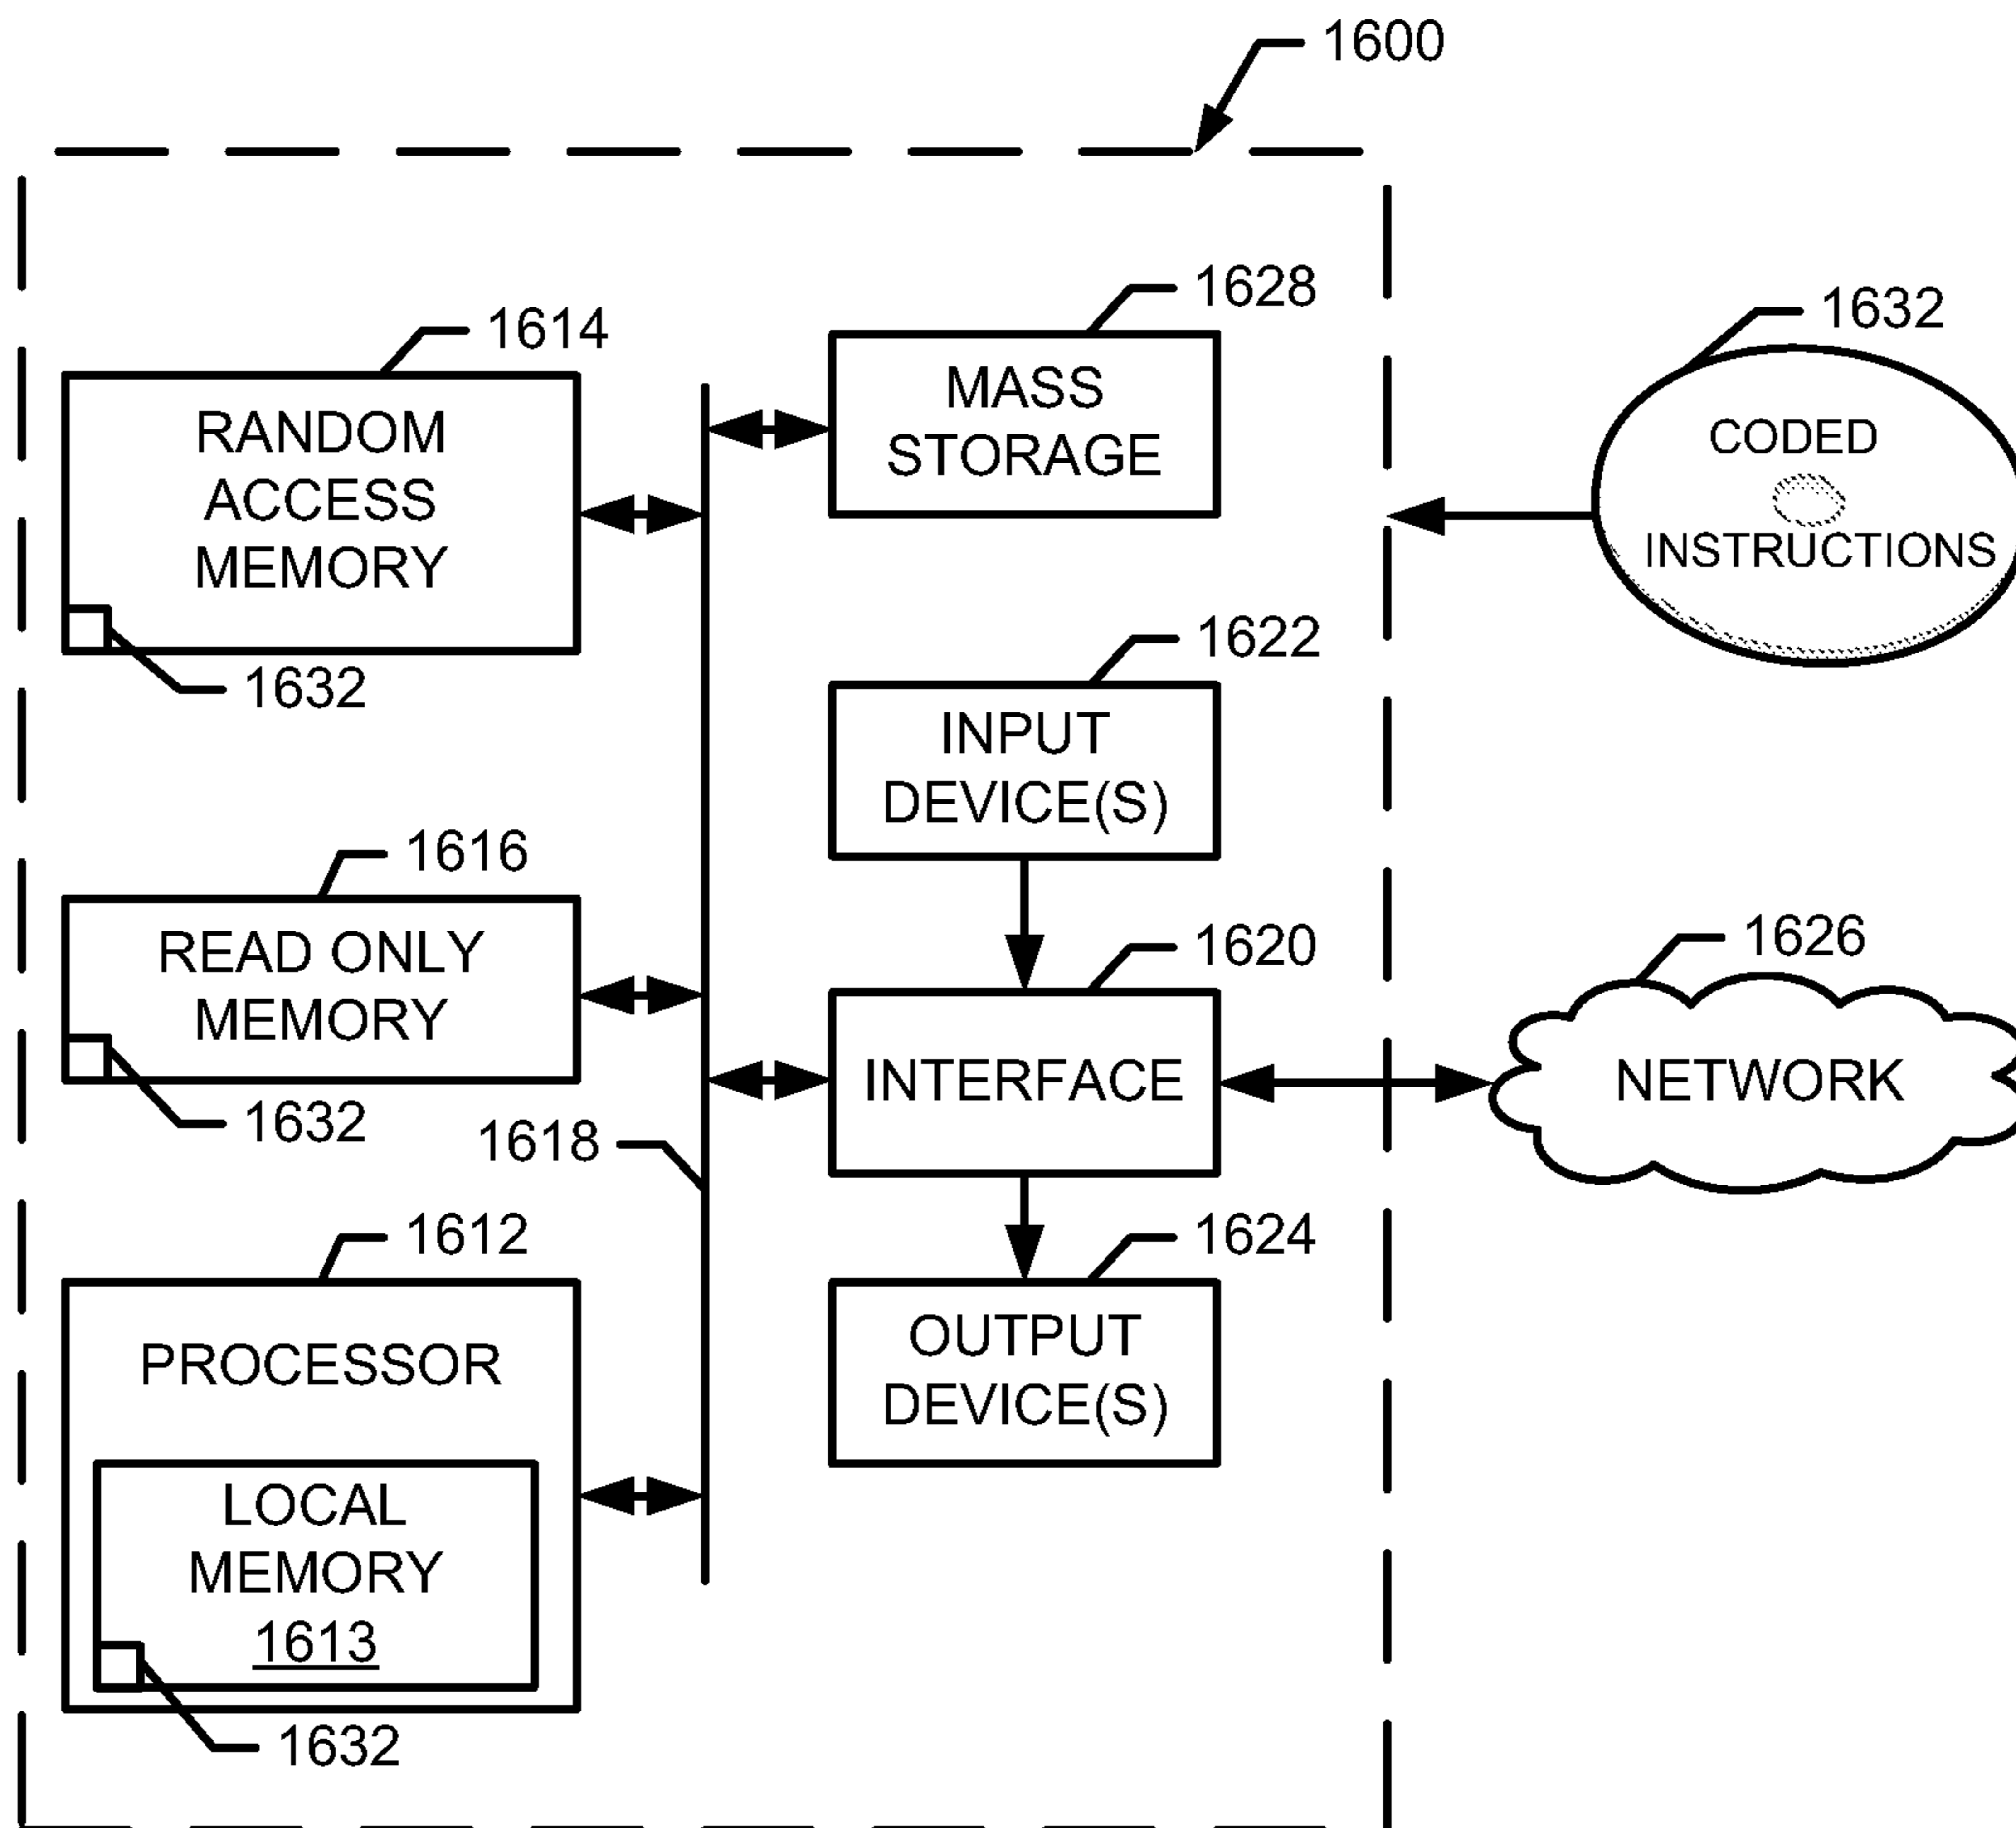 1600
1628
MASS
STORAGE
1614
RANDOM
ACCESS
MEMORY
1632
1632
CODED
INSTRUCTIONS
1622
INPUT
DEVICE(S)
1616
READ ONLY
MEMORY
1632
1620
INTERFACE
1626
NETWORK
1618
1612
PROCESSOR
LOCAL
MEMORY
1613
1632
1624
OUTPUT
DEVICE(S)